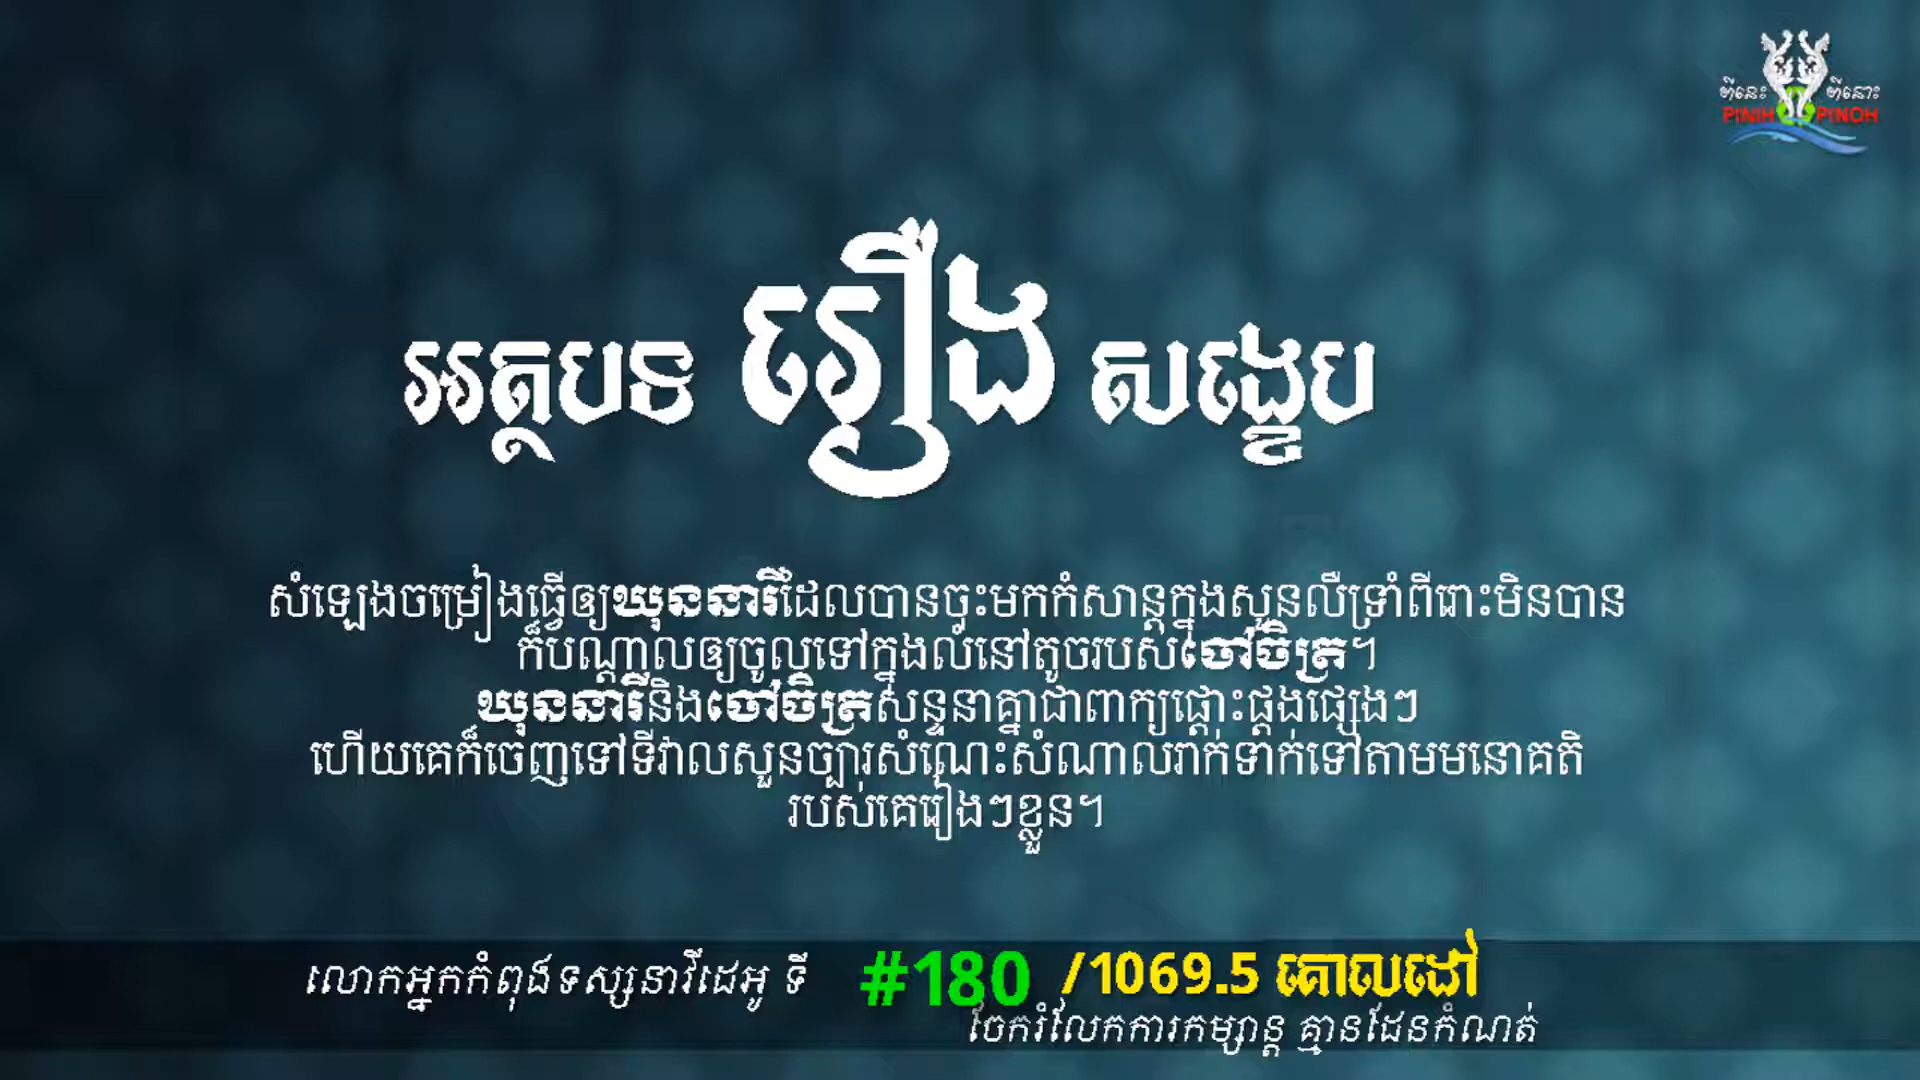 ពីនេះ ពីនោះ
PINIH PINOH
អត្ថបទ រឿង សង្ខេប
សំឡេងចម្រៀងធ្វើឲ្យឃុននារីដែលបានចុះមកកំសាន្តក្នុងសួនលឺទ្រាំពីរោះមិនបាន
ក៏បណ្តាលឲ្យចូលទៅក្នុងលំនៅតូចរបស់ចៅចិត្រ។
ឃុននារីនិងចៅចិត្រសន្ទនាគ្នាជាពាក្យផ្តោះផ្តងផ្សេងៗ
ហើយគេក៏ចេញទៅទីវាលសួនច្បារសំណេះសំណាលរាក់ទាក់ទៅតាមមនោគតិ
របស់គេរៀងៗខ្លួន។
លោកអ្នកកំពុងទស្សនាវីដេអូ ទី #180 /1069.5 គោលដៅ
ចែករំលែកការកម្សាន្ត គ្មានដែនកំណត់